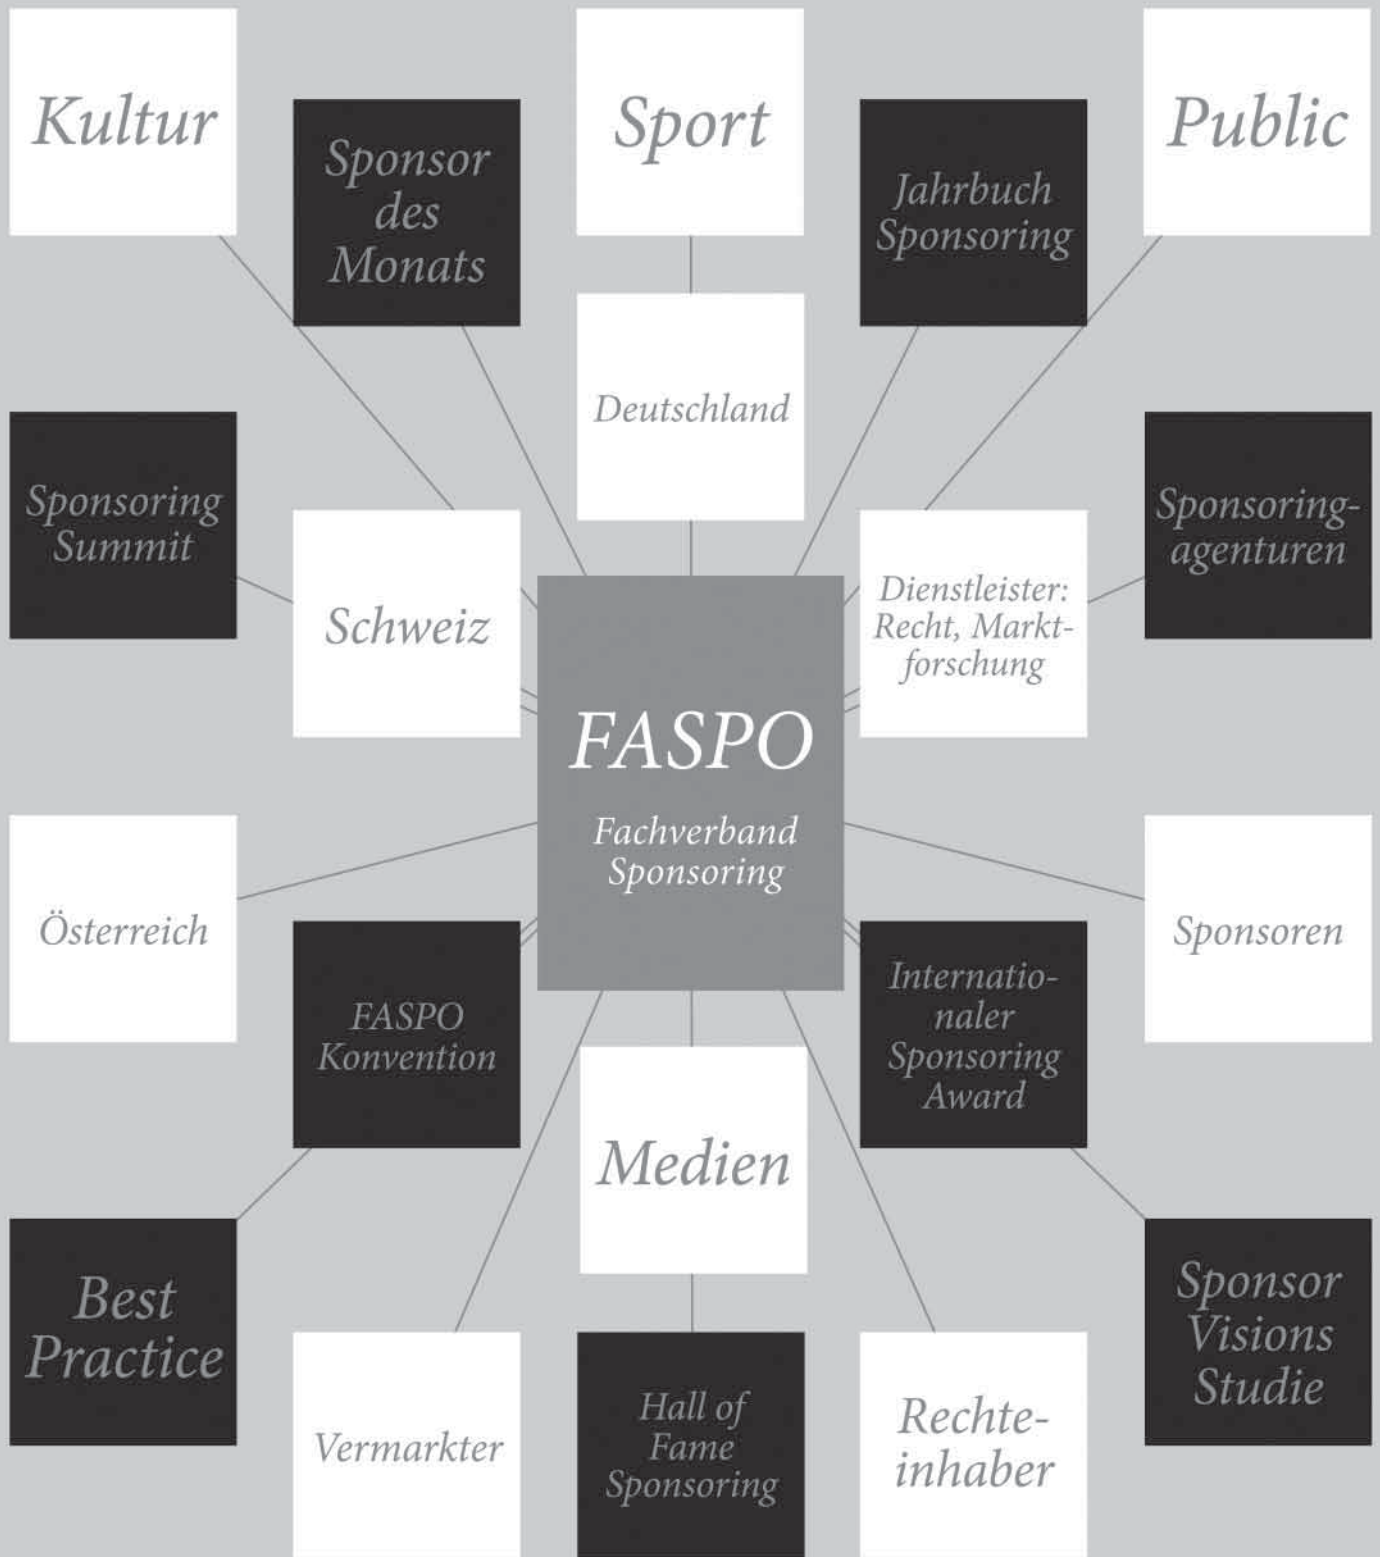 Kultur
Sponsor
des
Monats
Sport
Jahrbuch
Sponsoring
Public
Deutschland
Sponsoring
Summit
Schweiz
Dienstleister:
Recht, Markt-
forschung
Sponsoring-
agenturen
FASPO
Fachverband
Sponsoring
Österreich
FASPO
Konvention
Internatio-
naler
Sponsoring
Award
Sponsoren
Medien
Best
Practice
Vermarkter
Hall of
Fame
Sponsoring
Rechte-
inhaber
Sponsor
Visions
Studie